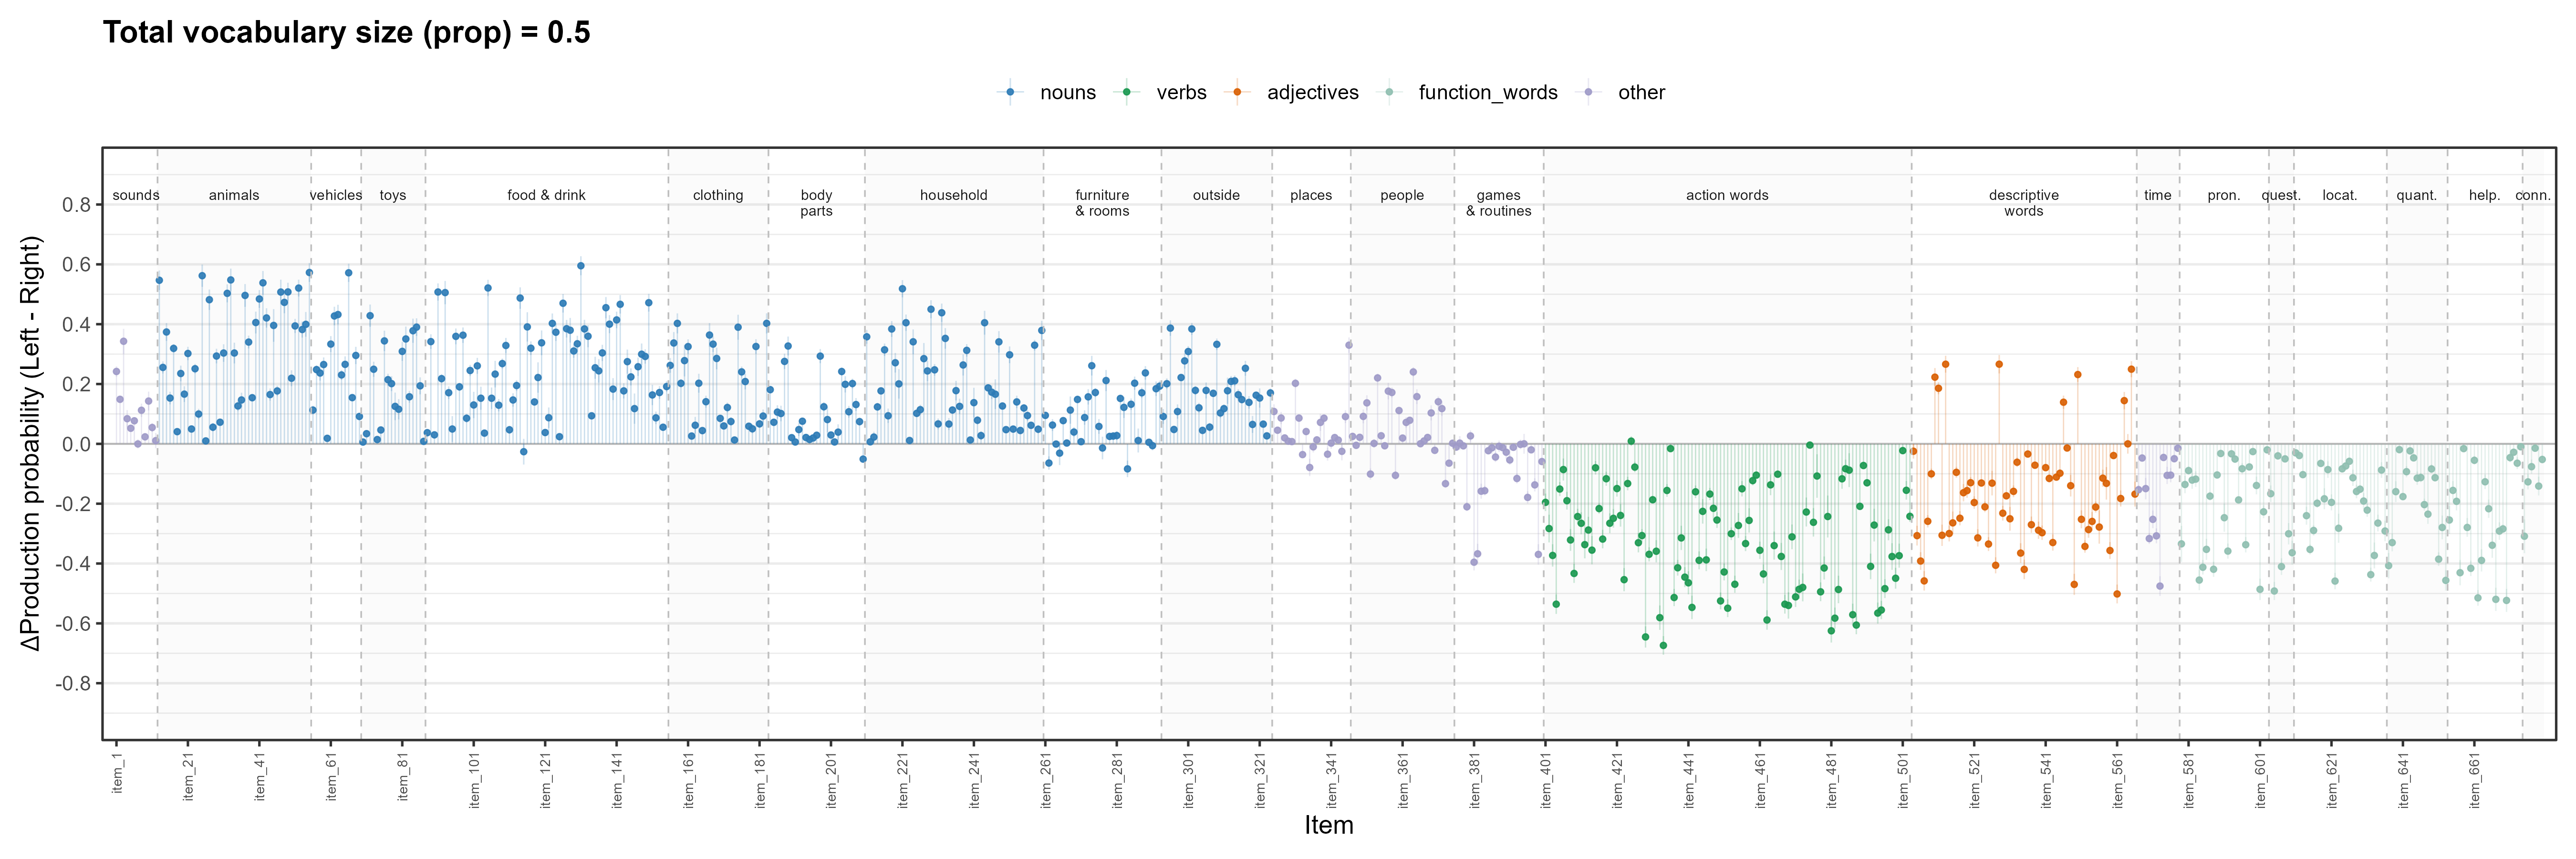 Total vocabulary size (prop) = 0.5
nouns verbs adjectives function_words other
sounds animals vehicles toys food & drink clothing body parts household furniture & rooms outside places people games & routines action words descriptive words time pron. quest. locat. quant. help. conn.
ΔProduction probability (Left - Right)
0.8
0.6
0.4
0.2
0.0
-0.2
-0.4
-0.6
-0.8
item_1 item_21 item_41 item_61 item_81 item_101 item_121 item_141 item_161 item_181 item_201 item_221 item_241 item_261 item_281 item_301 item_321 item_341 item_361 item_381 item_401 item_421 item_441 item_461 item_481 item_501 item_521 item_541 item_561 item_581 item_601 item_621 item_641 item_661
Item